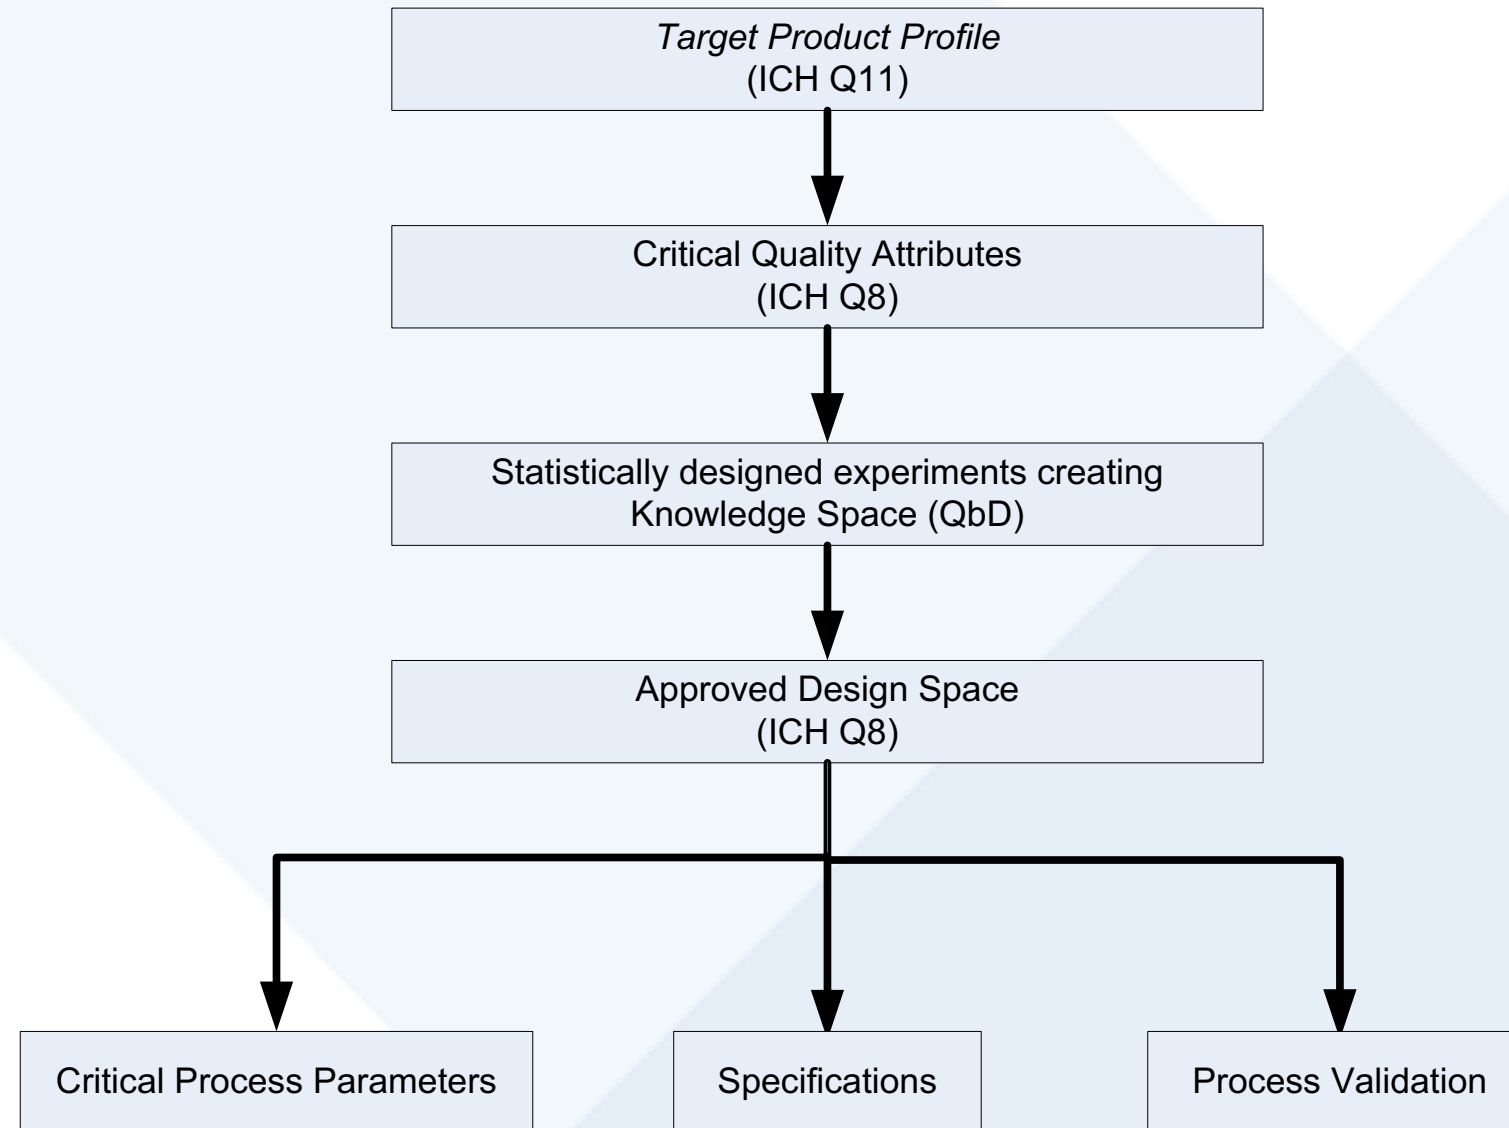 Target Product Profile
(ICH Q11)
Critical Quality Attributes
(ICH Q8)
Statistically designed experiments creating
Knowledge Space (QbD)
Approved Design Space
(ICH Q8)
Critical Process Parameters
Specifications
Process Validation